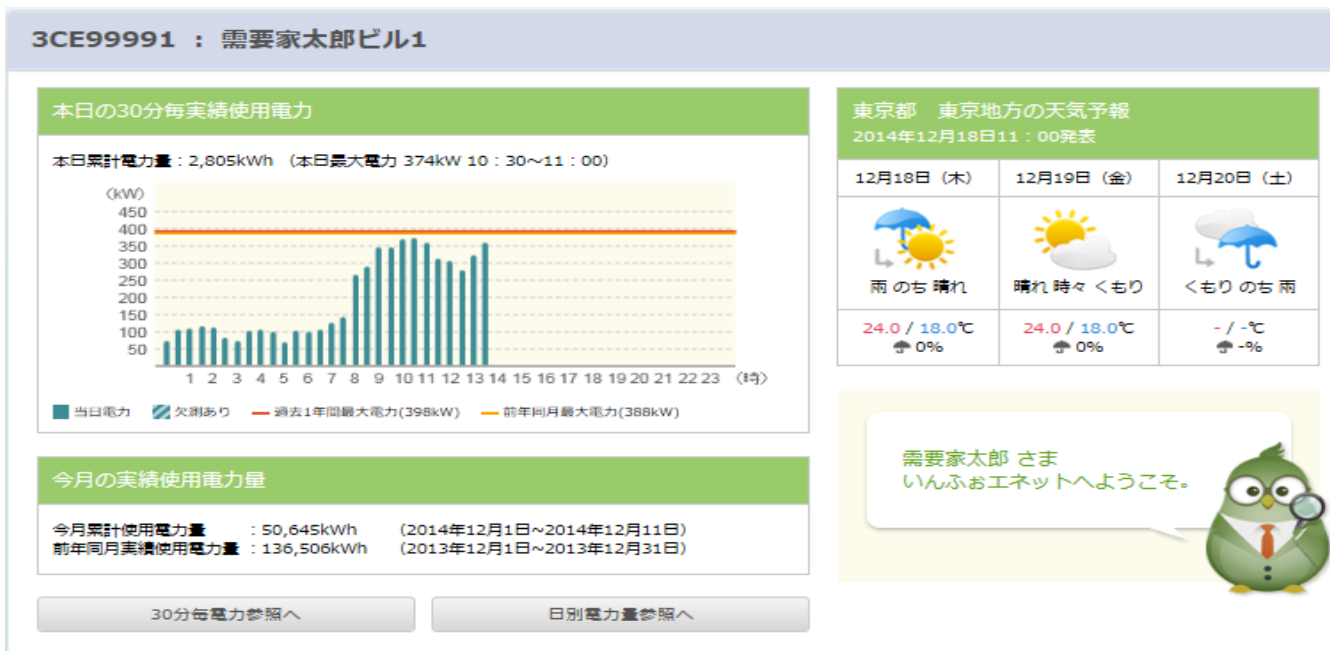 3CE99991 : 需要家太郎ビル1
本日の30分毎実績使用電力
本日累計電力量：2,805kWh （本日最大電力 374kW 10：30～11：00）
（kW）
450
400
350
300
250
200
150
100
50
1 2 3 4 5 6 7 8 9 10 11 12 13 14 15 16 17 18 19 20 21 22 23 （時）
当日電力 欠測あり 過去1年間最大電力(398kW) 前年同月最大電力(388kW)
今月の実績使用電力量
今月累計使用電力量 ：50,645kWh （2014年12月1日~2014年12月11日）
前年同月実績使用電力量 ：136,506kWh （2013年12月1日~2013年12月31日）
30分毎電力参照へ 日別電力量参照へ
東京都 東京地方の天気予報
2014年12月18日11：00発表
12月18日（木） 12月19日（金） 12月20日（土）
雨 のち 晴れ 晴れ 時々 くもり くもり のち 雨
24.0 / 18.0℃ 24.0 / 18.0℃ - / -℃
0% 0% -%
需要家太郎 さま
いんふぉエネットへようこそ。